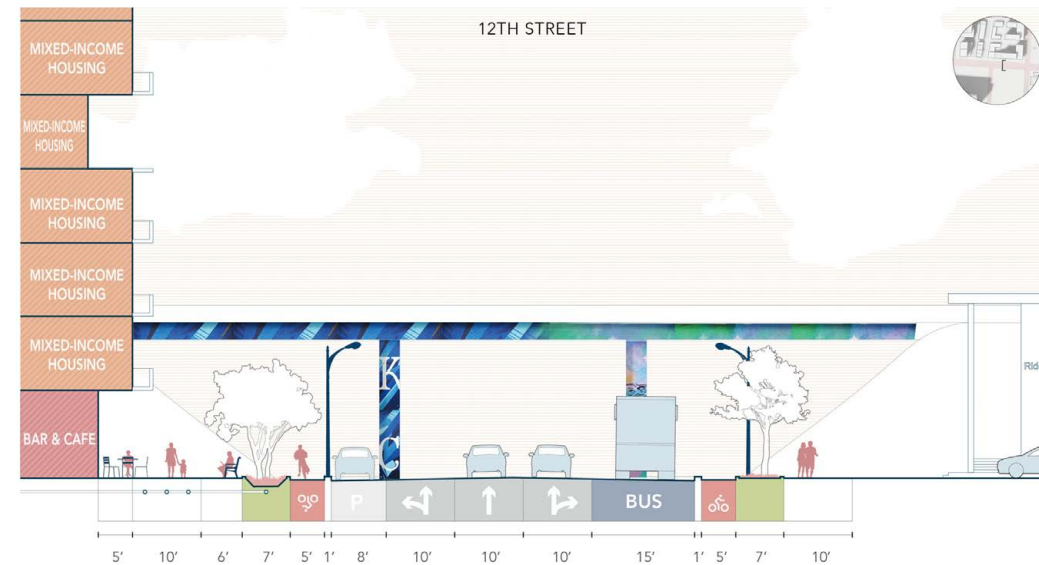 12TH STREET
MIXED-INCOME
HOUSING
MIXED-INCOME
HOUSING
MIXED-INCOME
HOUSING
MIXED-INCOME
HOUSING
MIXED-INCOME
HOUSING
BAR & CAFE
K
C
Rid
P
BUS
5' 10' 6' 7' 5' 1' 8' 10' 10' 10' 15' 1' 5' 7' 10'